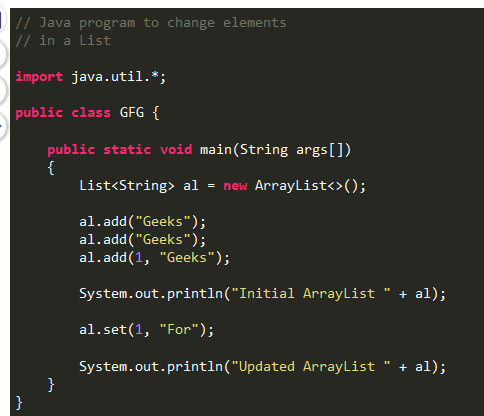 // Java program to change elements
// in a List
import java.util.*;
public class GFG {
public static void main(String args[])
{
List<String> al = new ArrayList<>();
al.add("Geeks");
al.add("Geeks");
al.add(1, "Geeks");
System.out.println("Initial ArrayList " + al);
al.set(1, "For");
System.out.println("Updated ArrayList " + al);
}
}